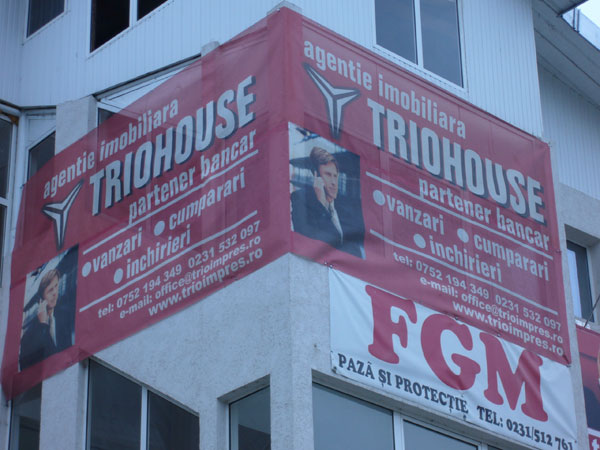 agentie imobiliara
TRIOHOUSE
partener bancar
•vanzari •cumparari
•inchirieri
tel: 0752 194 349 0231 532 097
e-mail: office@trioimpres.ro
www.trioimpres.ro
agentie imobiliara
TRIOHOUSE
partener bancar
•vanzari •cumparari
•inchirieri
tel: 0752 194 349 0231 532 097
e-mail: office@trioimpres.ro
www.trioimpres.ro
FGM
PAZĂ ȘI PROTECȚIE TEL: 0231/512 761